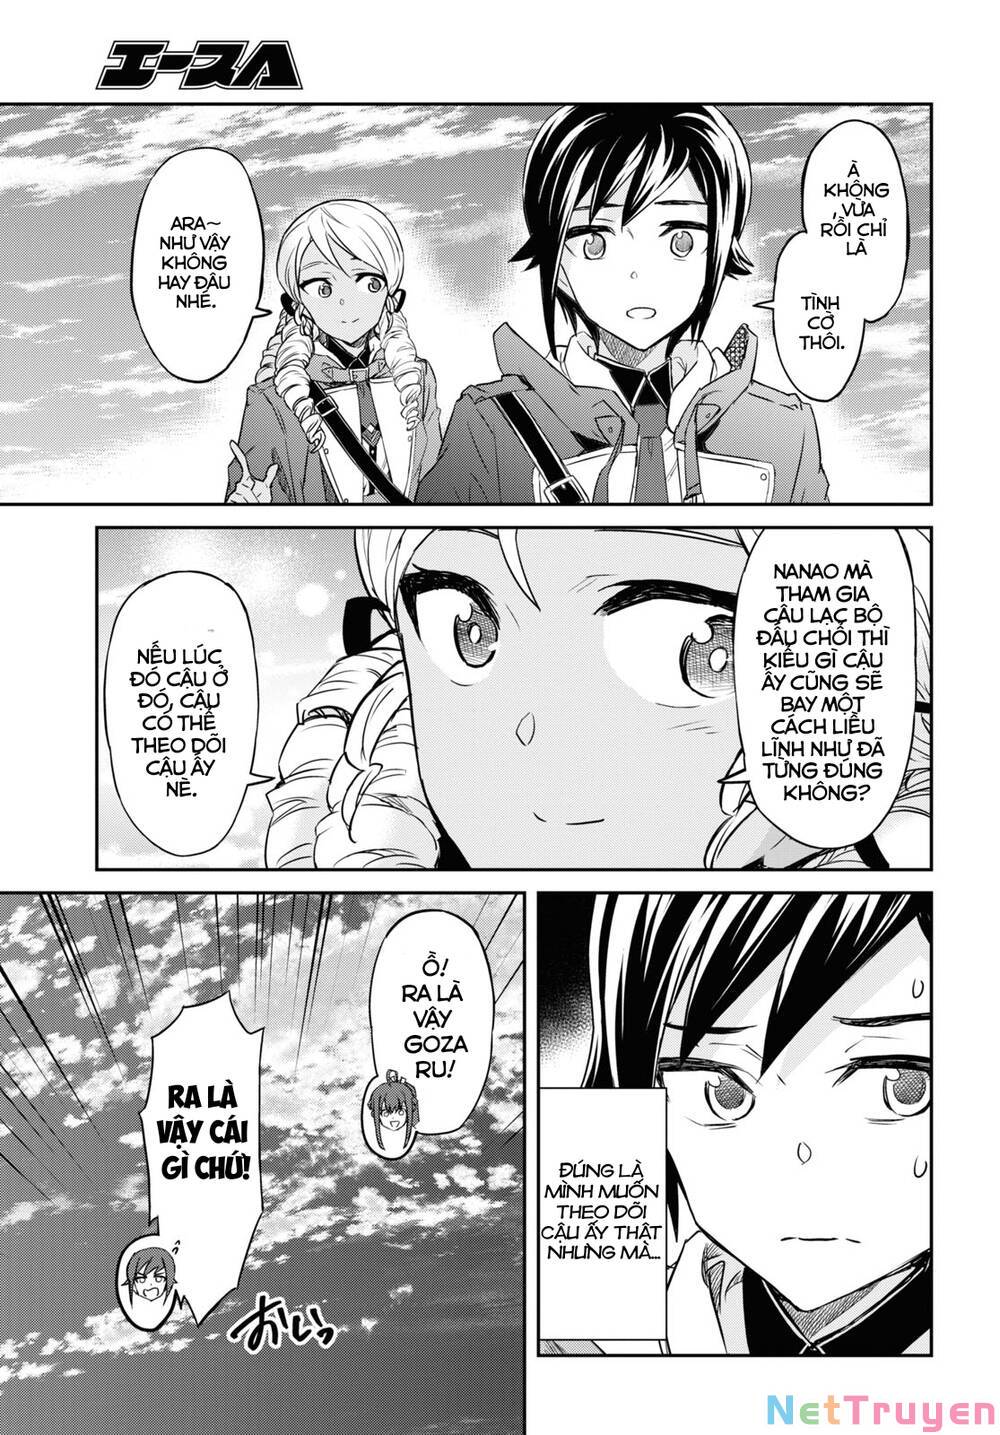 エースA
À
KHÔNG
,VỪA
RỒI CHỈ
LÀ
TÌNH
CỜ
THÔI.
ARA~
NHƯ VẬY
KHÔNG
HAY ĐÂU
NHÉ.
NANAO MÀ
THAM GIA
CÂU LẠC BỘ
ĐẤU CHỔI THÌ
KIỂU GÌ CẬU
ẤY CŨNG SẼ
BAY MỘT
CÁCH LIỀU
LĨNH NHƯ ĐÃ
TỪNG ĐÚNG
KHÔNG?
NẾU LÚC
ĐÓ CẬU Ở
ĐÓ, CẬU
CÓ THỂ
THEO DÕI
CẬU ẤY
NÈ.
ĐÚNG LÀ
MÌNH MUỐN
THEO DÕI
CẬU ẤY THẬT
NHƯNG MÀ...
Ồ!
RA LÀ
VẬY
GOZA
RU!
RA LÀ
VẬY CÁI
GÌ CHỨ!
おいっ
NetTruyen